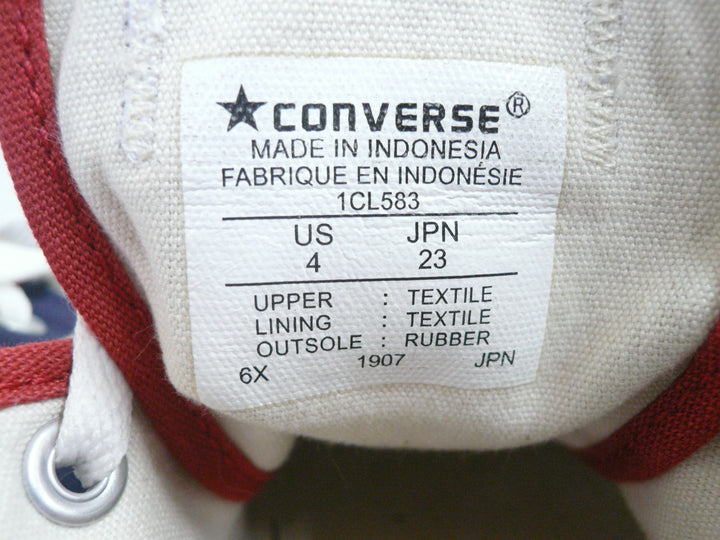 ★CONVERSE®
MADE IN INDONESIA
FABRIQUE EN INDONÉSIE
1CL583
US JPN
4 23
UPPER : TEXTILE
LINING : TEXTILE
OUTSOLE : RUBBER
6X 1907 JPN